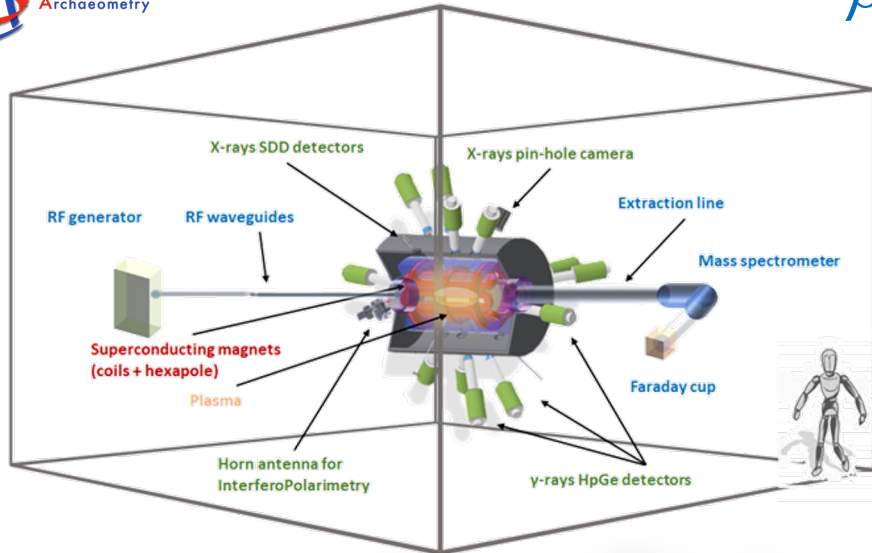 Archaeometry
X-rays SDD detectors
X-rays pin-hole camera
RF generator
RF waveguides
Extraction line
Mass spectrometer
Superconducting magnets
(coils + hexapole)
Plasma
Faraday cup
Horn antenna for
InterferoPolarimetry
γ-rays HpGe detectors